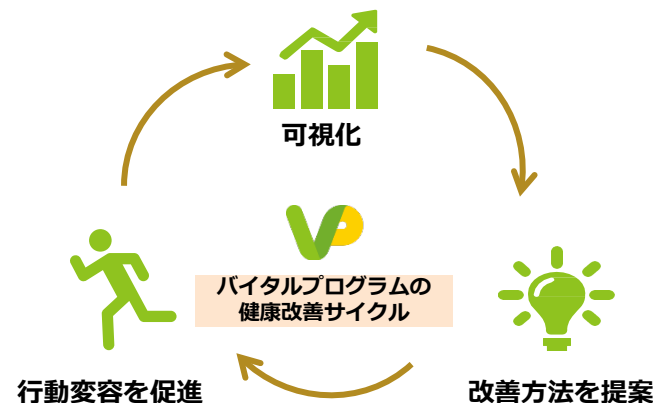 可視化
バイタルプログラムの
健康改善サイクル
行動変容を促進
改善方法を提案